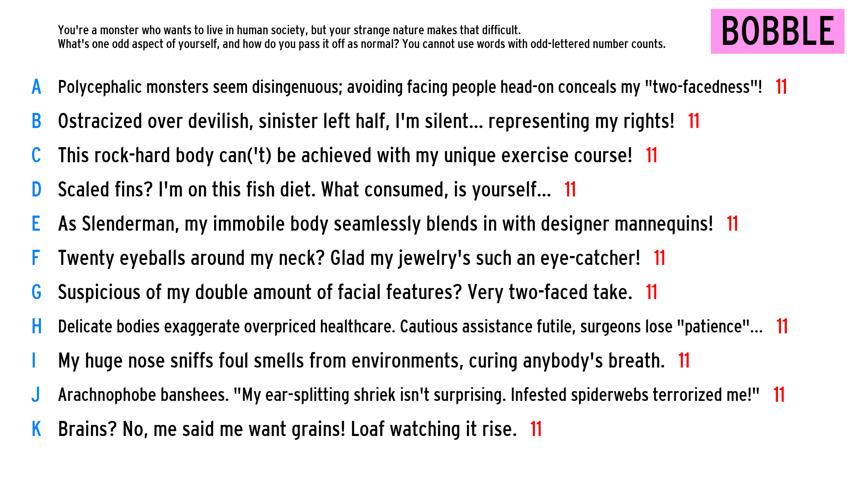 You're a monster who wants to live in human society, but your strange nature makes that difficult.
What's one odd aspect of yourself, and how do you pass it off as normal? You cannot use words with odd-lettered number counts.
BOBBLE
A Polycephalic monsters seem disingenuous; avoiding facing people head-on conceals my "two-facedness"! 11
B Ostracized over devilish, sinister left half, I'm silent... representing my rights! 11
C This rock-hard body can('t) be achieved with my unique exercise course! 11
D Scaled fins? I'm on this fish diet. What consumed, is yourself... 11
E As Slenderman, my immobile body seamlessly blends in with designer mannequins! 11
F Twenty eyeballs around my neck? Glad my jewelry's such an eye-catcher! 11
G Suspicious of my double amount of facial features? Very two-faced take. 11
H Delicate bodies exaggerate overpriced healthcare. Cautious assistance futile, surgeons lose "patience"... 11
I My huge nose sniffs foul smells from environments, curing anybody's breath. 11
J Arachnophobe banshees. "My ear-splitting shriek isn't surprising. Infested spiderwebs terrorized me!" 11
K Brains? No, me said me want grains! Loaf watching it rise. 11